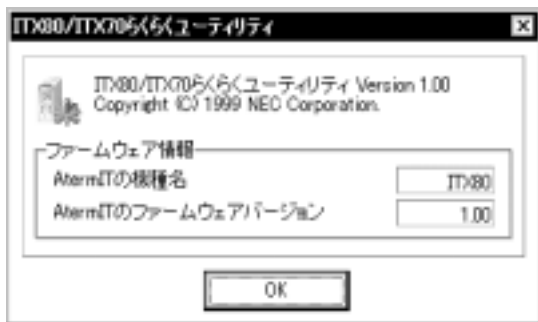 ITX80/ITX70らくらくユーティリティ
ITX80/ITX70らくらくユーティリティ Version 1.00
Copyright (C) 1999 NEC Corporation.
ファームウェア情報
AtermITの機種名 ITX80
AtermITのファームウェアバージョン 1.00
OK